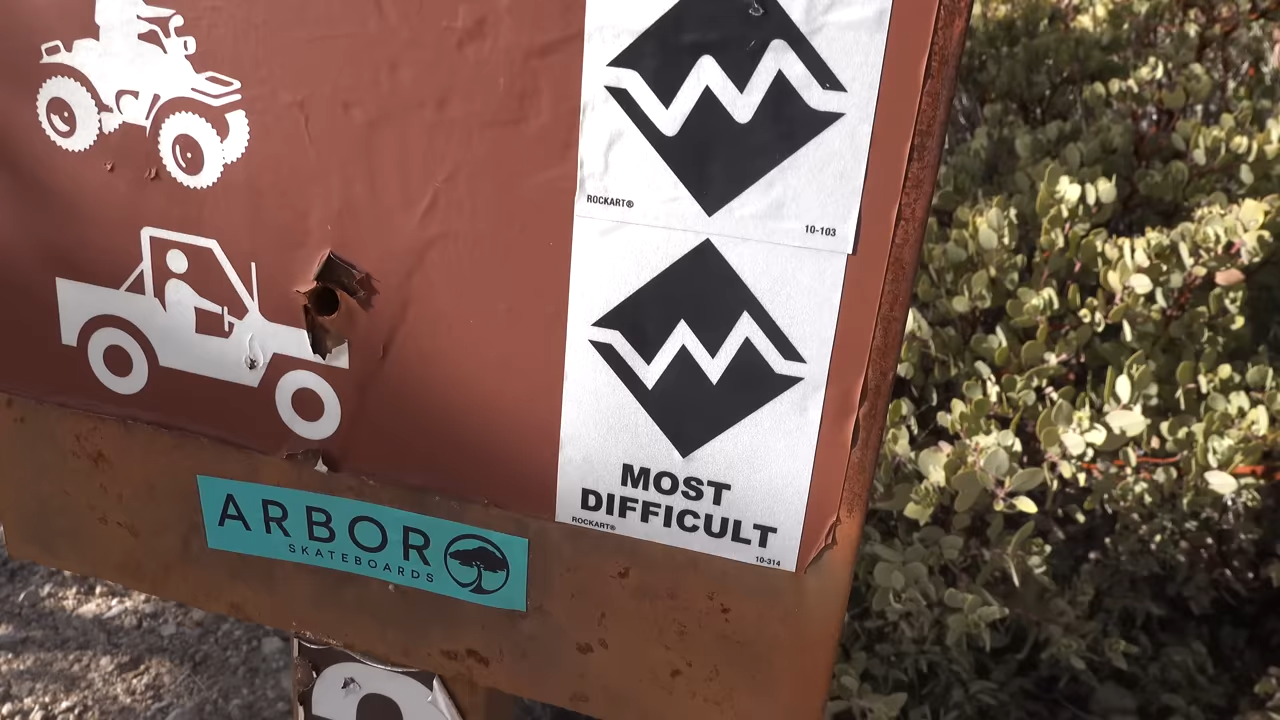 ROCKART®
10-103
MOST
DIFFICULT
ROCKART®
10-314
ARBOR
SKATEBOARDS